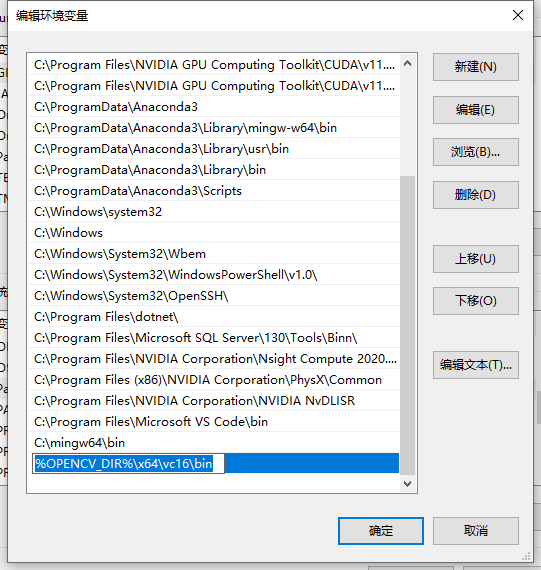 编辑环境变量
C:\Program Files\NVIDIA GPU Computing Toolkit\CUDA\v11....
新建(N)
C:\Program Files\NVIDIA GPU Computing Toolkit\CUDA\v11....
C:\ProgramData\Anaconda3
编辑(E)
C:\ProgramData\Anaconda3\Library\mingw-w64\bin
C:\ProgramData\Anaconda3\Library\usr\bin
浏览(B)...
C:\ProgramData\Anaconda3\Library\bin
C:\ProgramData\Anaconda3\Scripts
删除(D)
C:\Windows\system32
C:\Windows
C:\Windows\System32\Wbem
上移(U)
C:\Windows\System32\WindowsPowerShell\v1.0\
C:\Windows\System32\OpenSSH\
下移(O)
C:\Program Files\dotnet\
C:\Program Files\Microsoft SQL Server\130\Tools\Binn\
C:\Program Files\NVIDIA Corporation\Nsight Compute 2020....
编辑文本(T)...
C:\Program Files (x86)\NVIDIA Corporation\PhysX\Common
C:\Program Files\NVIDIA Corporation\NVIDIA NvDLISR
C:\Program Files\Microsoft VS Code\bin
C:\mingw64\bin
%OPENCV_DIR%\x64\vc16\bin
确定
取消